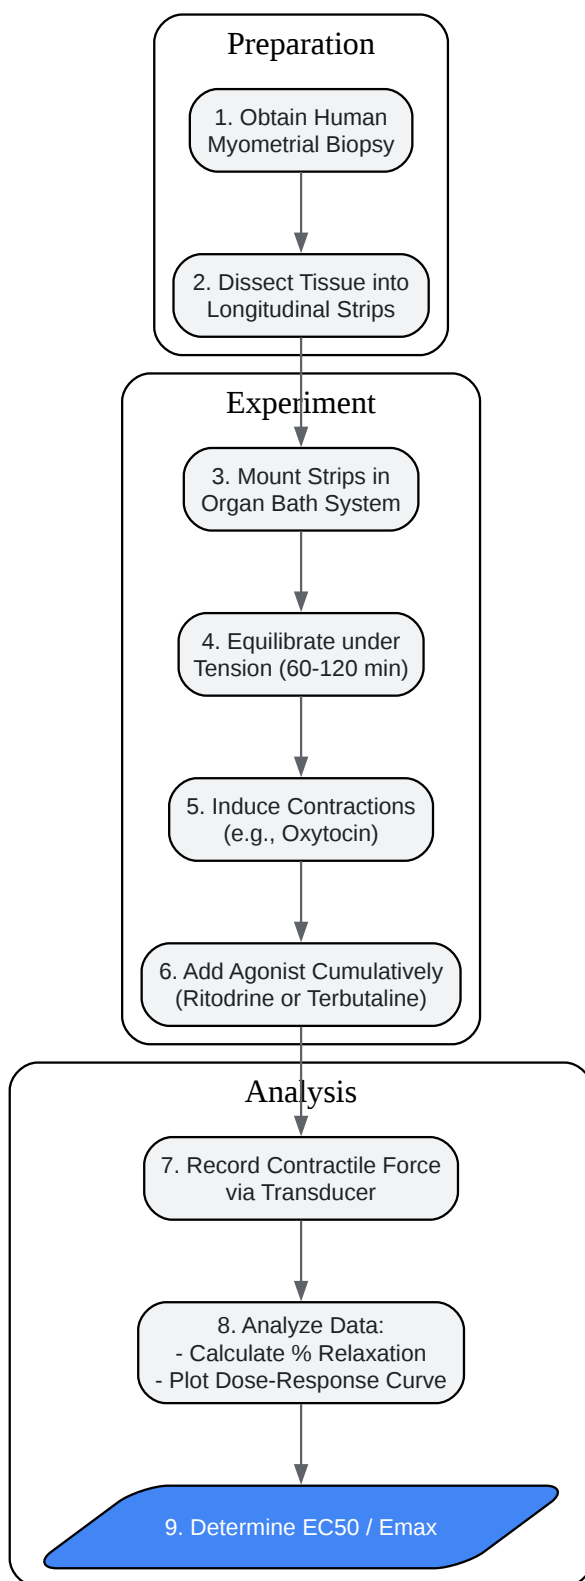 Preparation
1. Obtain Human
Myometrial Biopsy
2. Dissect Tissue into
Longitudinal Strips
Experiment
3. Mount Strips in
Organ Bath System
4. Equilibrate under
Tension (60-120 min)
5. Induce Contractions
(e.g., Oxytocin)
6. Add Agonist Cumulatively
(Ritodrine or Terbutaline)
Analysis
7. Record Contractile Force
via Transducer
8. Analyze Data:
- Calculate % Relaxation
- Plot Dose-Response Curve
9. Determine EC50 / Emax